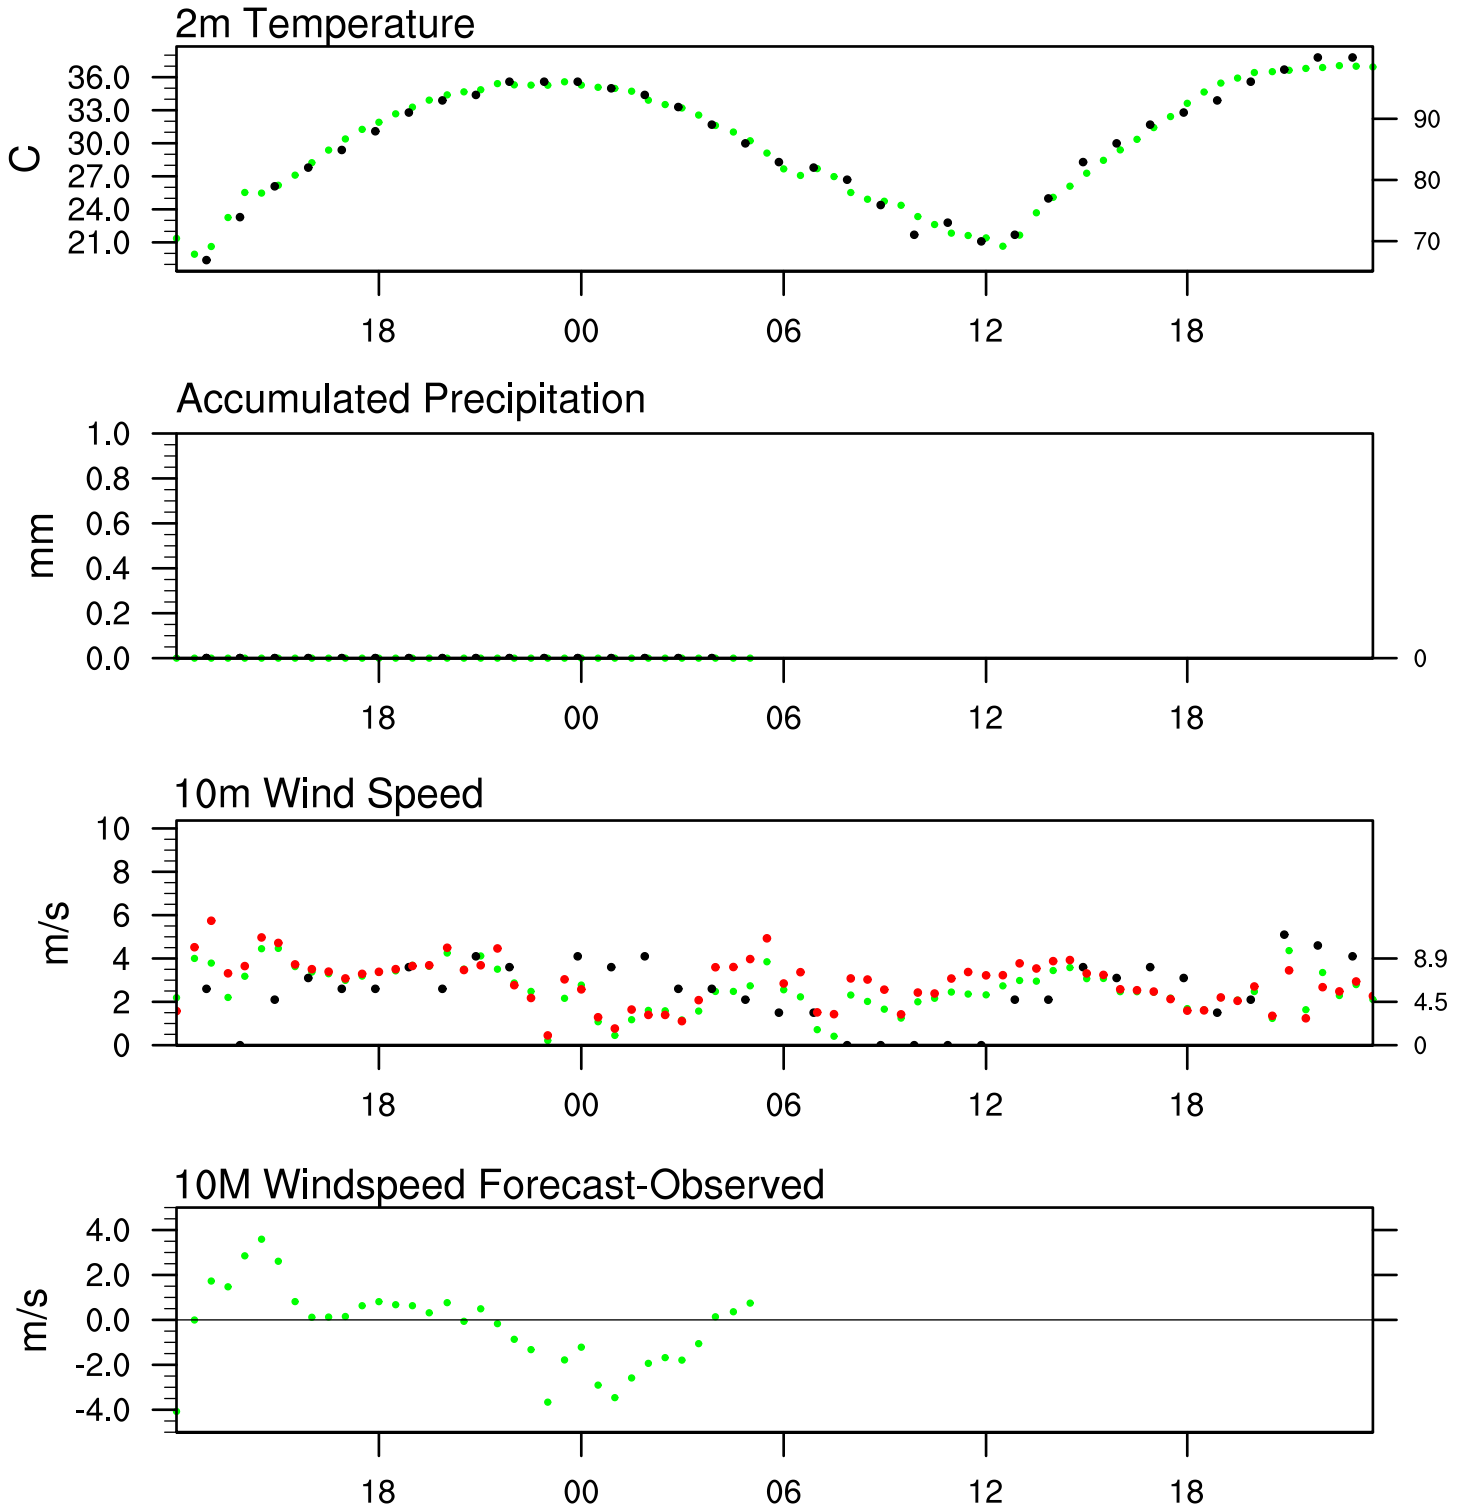 2m Temperature
36.0
33.0
30.0
27.0
24.0
21.0
C
90
80
70
18 00 06 12 18
Accumulated Precipitation
1.0
0.8
0.6
0.4
0.2
0.0
mm
0
18 00 06 12 18
10m Wind Speed
10
8
6
4
2
0
m/s
8.9
4.5
0
18 00 06 12 18
10M Windspeed Forecast-Observed
4.0
2.0
0.0
-2.0
-4.0
m/s
18 00 06 12 18